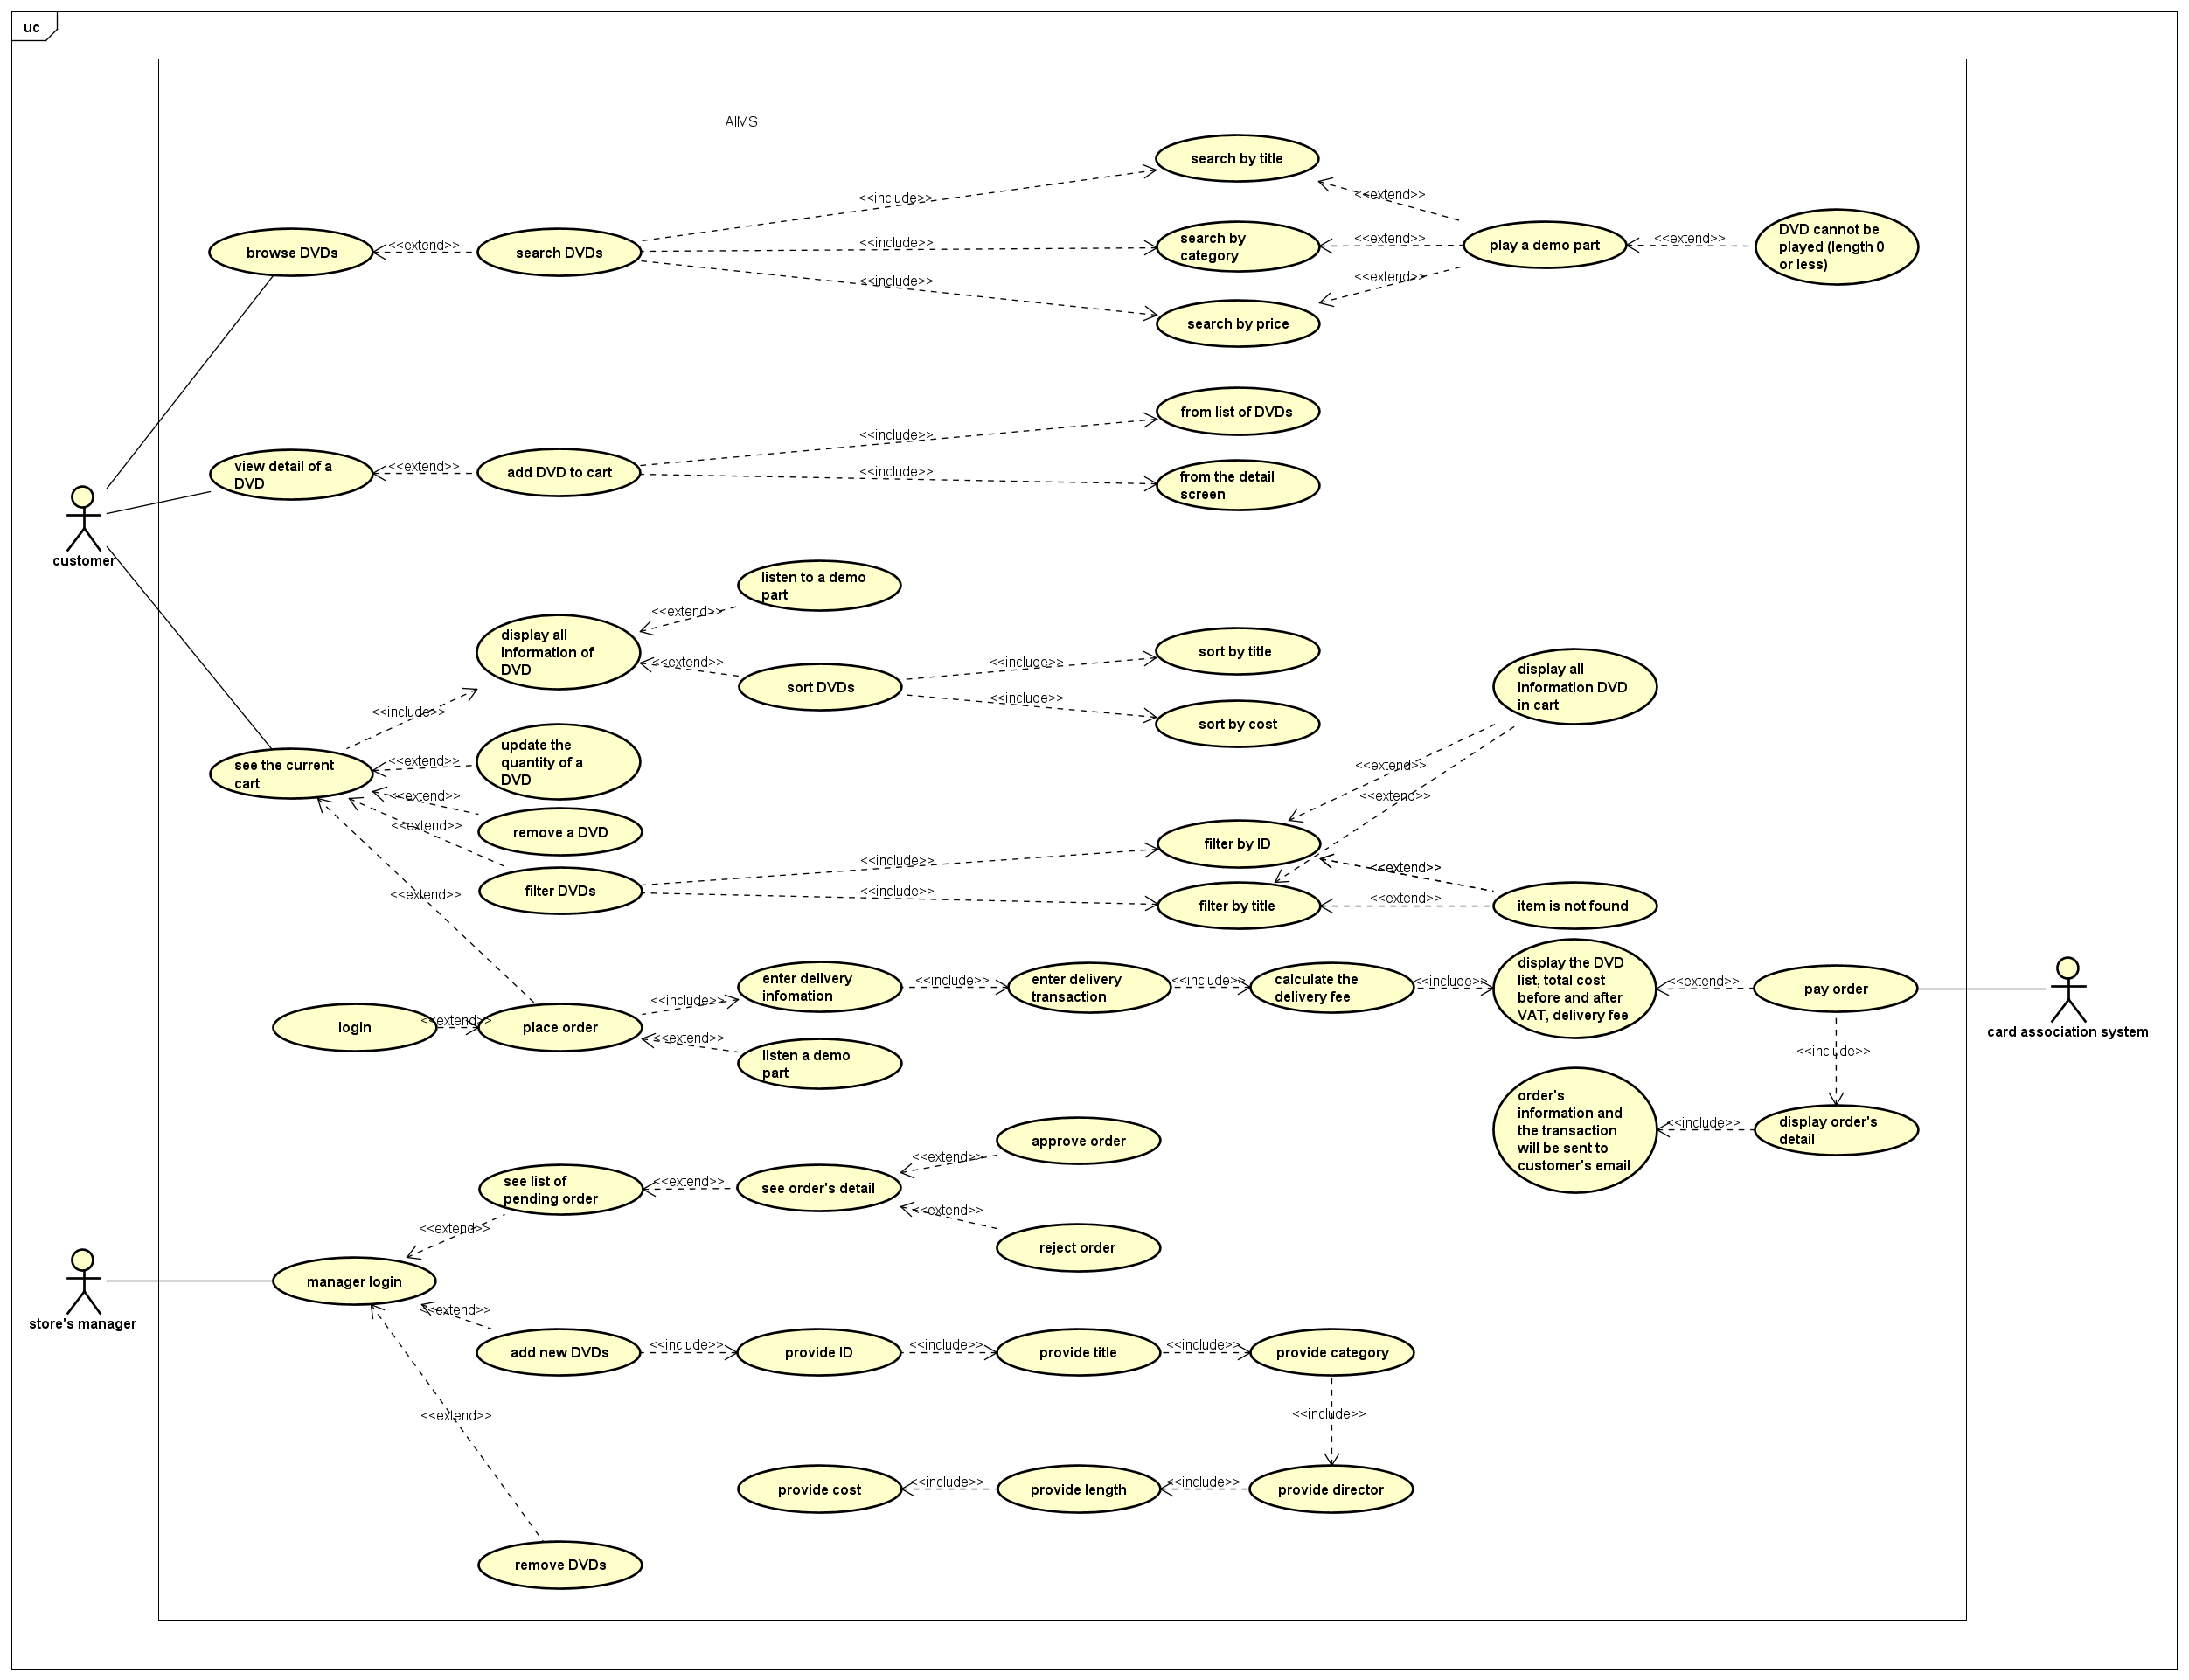 uc
AIMS
search by title
<<include>>
<<extend>>
browse DVDs
<<extend>>
search DVDs
<<include>>
search by
category
<<extend>>
play a demo part
<<extend>>
DVD cannot be
played (length 0
or less)
<<include>>
<<extend>>
search by price
from list of DVDs
<<include>>
view detail of a
DVD
<<extend>>
add DVD to cart
<<include>>
from the detail
screen
customer
listen to a demo
part
<<extend>>
display all
information of
DVD
<<extend>>
sort DVDs
<<include>>
sort by title
<<include>>
sort by cost
display all
information DVD
in cart
<<include>>
see the current
cart
<<extend>>
update the
quantity of a
DVD
<<extend>>
<<extend>>
<<extend>>
<<extend>>
remove a DVD
filter by ID
<<include>>
<<extend>>
filter DVDs
<<include>>
filter by title
<<extend>>
item is not found
<<extend>>
login
<<extend>>
place order
<<include>>
enter delivery
infomation
<<include>>
enter delivery
transaction
<<include>>
calculate the
delivery fee
<<include>>
display the DVD
list, total cost
before and after
VAT, delivery fee
<<extend>>
pay order
card association system
<<extend>>
listen a demo
part
<<include>>
order's
information and
the transaction
will be sent to
customer's email
<<include>>
display order's
detail
approve order
<<extend>>
see list of
pending order
<<extend>>
see order's detail
<<extend>>
reject order
<<extend>>
manager login
store's manager
<<extend>>
add new DVDs
<<include>>
provide ID
<<include>>
provide title
<<include>>
provide category
<<extend>>
<<include>>
provide cost
<<include>>
provide length
<<include>>
provide director
remove DVDs